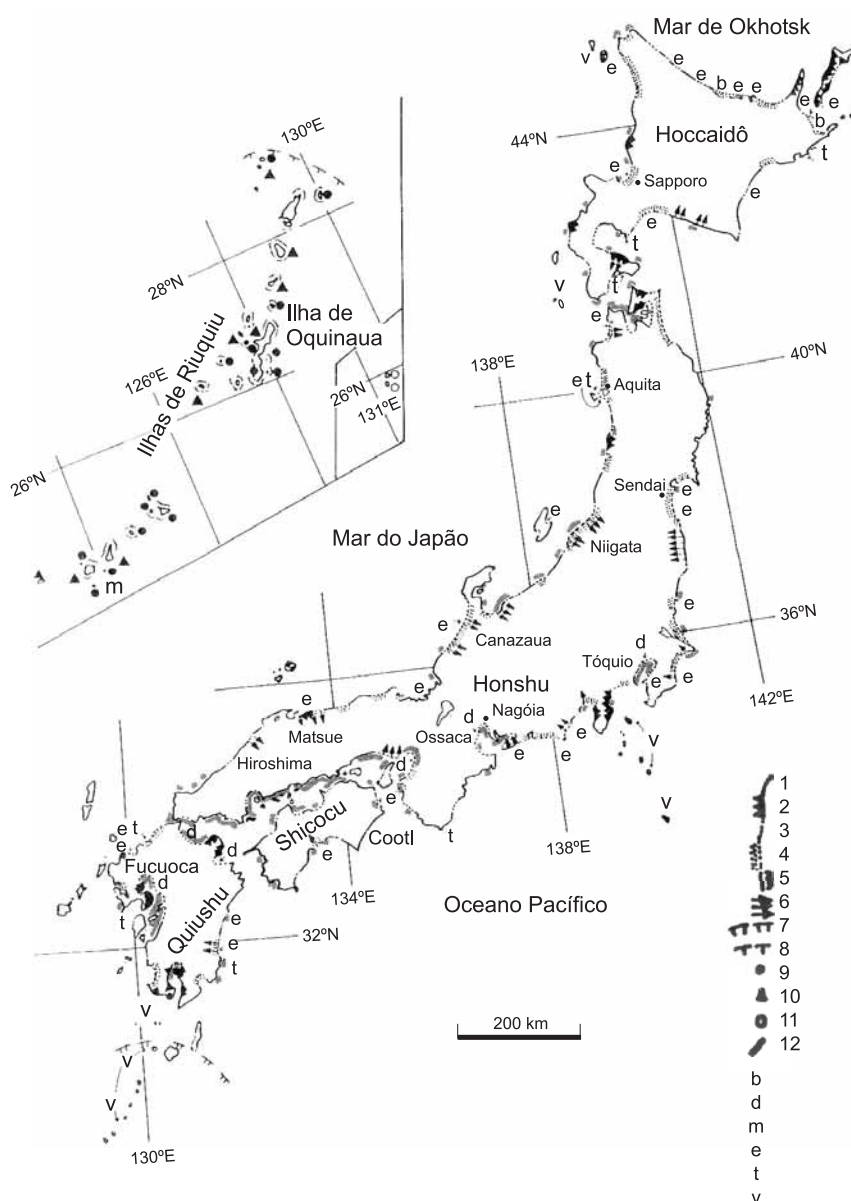 Mar de Okhotsk
v
e
e
e
b
e
e
e
e
b
t
44ºN
Hoccaidô
e
Sapporo
e
e
t
v
t
e
130ºE
28ºN
Ilha de
Oquinaua
Ilhas de Riuquiu
126ºE
26ºN
131ºE
26ºN
m
138ºE
40ºN
e t
Aquita
Sendai
e
e
Mar do Japão
e
Niigata
e
36ºN
e
Canazaua
Tóquio
d
e
e
142ºE
Honshu
e
e
d
Nagóia
Matsue
Ossaca
e
e
e
v
v
Hiroshima
d
e
t
Shicocu
Cootl
138ºE
e t
e
d
Fucuoca
d
d
e
134ºE
t
Quiushu
e
e
t
32ºN
Oceano Pacífico
v
v
v
130ºE
200 km
1
2
3
4
5
6
7
8
9
10
11
12
b
d
m
e
t
v